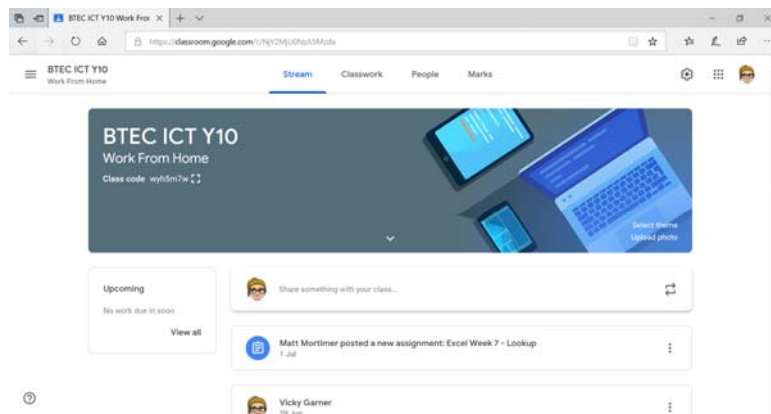 BTEC ICT Y10 Work Fro
classroom.google.com
BTEC ICT Y10
Work From Home
Stream Classwork People Marks
BTEC ICT Y10
Work From Home
Class code wyh5m7w
Select theme
Upload photo
Upcoming
No work due in soon
View all
Share something with your class...
Matt Mortimer posted a new assignment: Excel Week 7 - Lookup
1 Jul
Vicky Garner